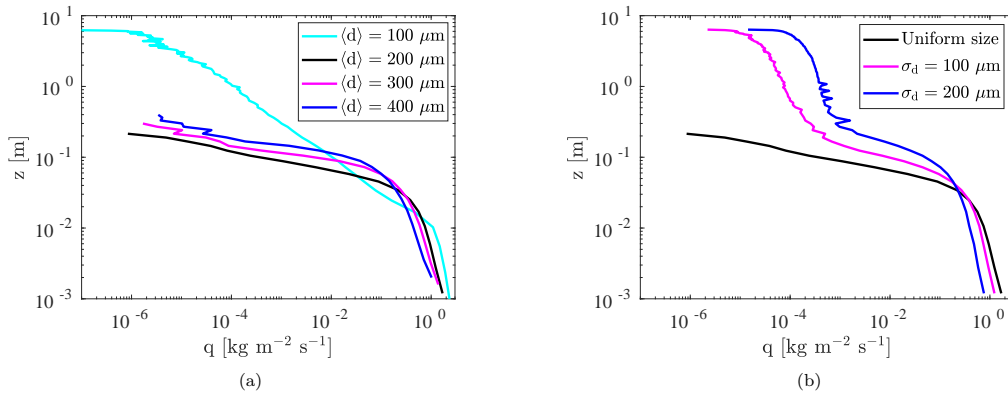 10^1
10^0
10^-1
10^-2
10^-3
z [m]
⟨d⟩ = 100 μm
⟨d⟩ = 200 μm
⟨d⟩ = 300 μm
⟨d⟩ = 400 μm
10^-6
10^-4
10^-2
10^0
q [kg m^-2 s^-1]
(a)
10^1
10^0
10^-1
10^-2
10^-3
z [m]
Uniform size
σ_d = 100 μm
σ_d = 200 μm
10^-6
10^-4
10^-2
10^0
q [kg m^-2 s^-1]
(b)